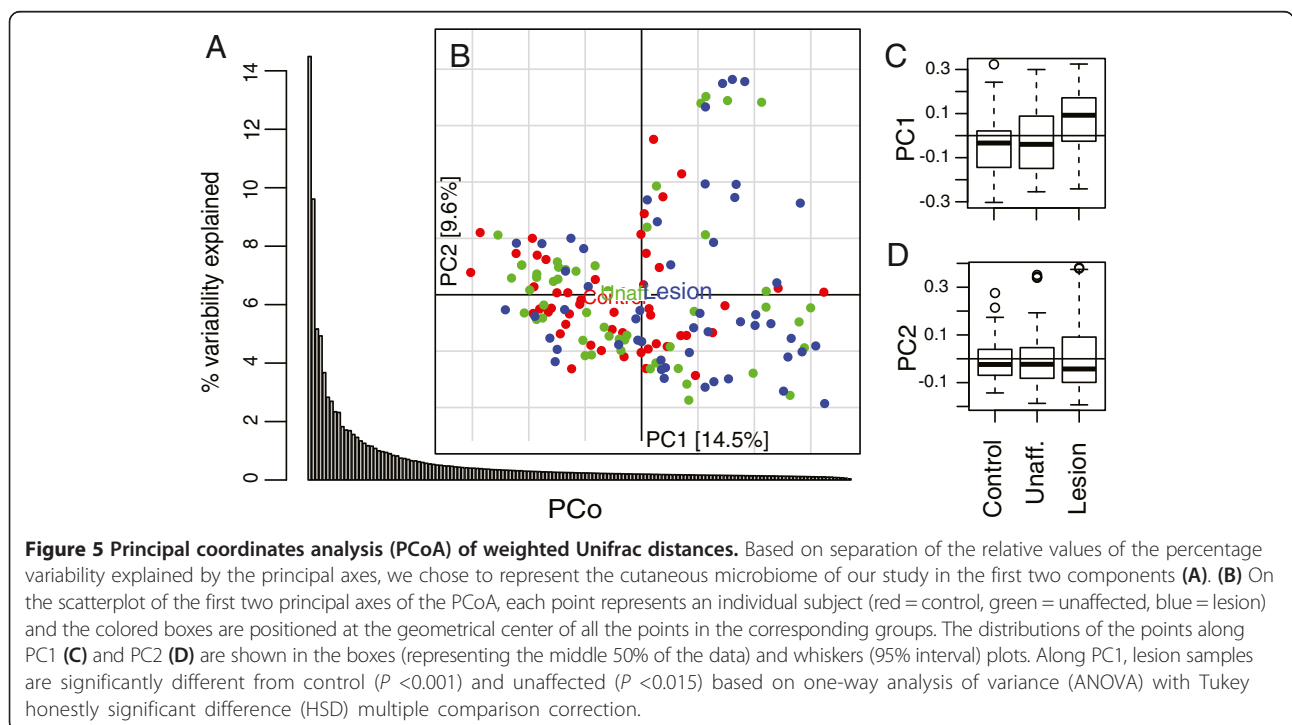 A
14
12
10
8
6
4
2
0
% variability explained
PCo
B
PC2 [9.6%]
PC1 [14.5%]
Control
Unaff.
Lesion
C
0.3
0.1
-0.1
-0.3
PC1
D
0.3
0.1
-0.1
PC2
Control
Unaff.
Lesion
Figure 5 Principal coordinates analysis (PCoA) of weighted Unifrac distances. Based on separation of the relative values of the percentage
variability explained by the principal axes, we chose to represent the cutaneous microbiome of our study in the first two components (A). (B) On
the scatterplot of the first two principal axes of the PCoA, each point represents an individual subject (red = control, green = unaffected, blue = lesion)
and the colored boxes are positioned at the geometrical center of all the points in the corresponding groups. The distributions of the points along
PC1 (C) and PC2 (D) are shown in the boxes (representing the middle 50% of the data) and whiskers (95% interval) plots. Along PC1, lesion samples
are significantly different from control (P <0.001) and unaffected (P <0.015) based on one-way analysis of variance (ANOVA) with Tukey
honestly significant difference (HSD) multiple comparison correction.